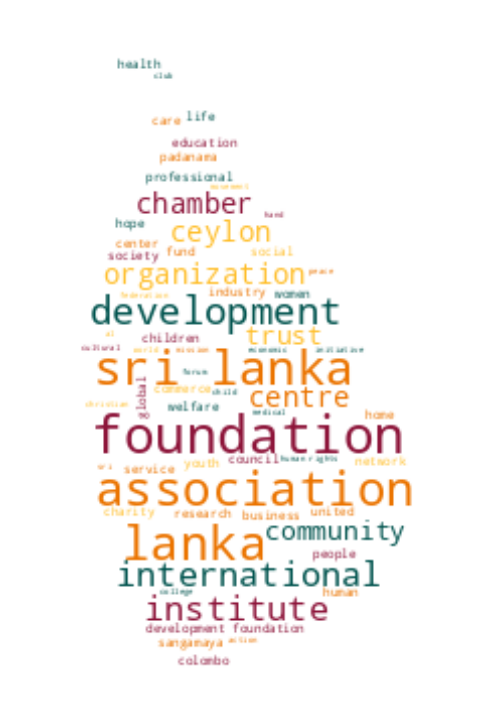 health
club
care life
education
padanama
professional
movement
chamber
hand
hope ceylon
center
society fund social
organization peace
federation industry women
development
al children trust
cultural world mission economic initiative
sri lanka
forum
global commerce child centre
christian welfare medical home
foundation
council human rights
sri service youth network
association
charity research business united
lanka community
people
international
college human
institute
development foundation
sangamaya action
colombo